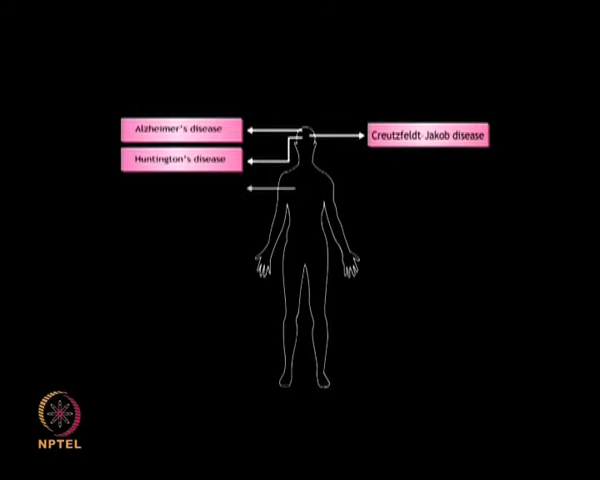 Alzheimer's disease
Creutzfeldt-Jakob disease
Huntington's disease
NPTEL